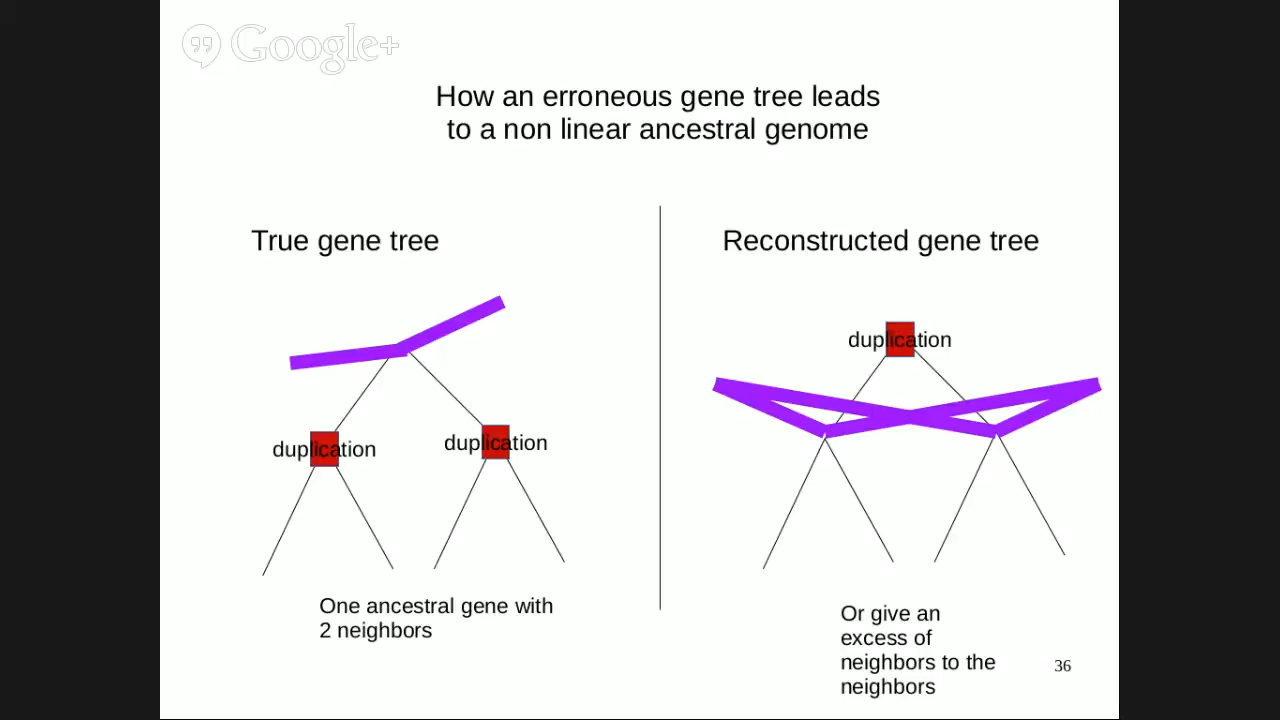 Google+
How an erroneous gene tree leads
to a non linear ancestral genome
True gene tree
Reconstructed gene tree
duplication
duplication
duplication
One ancestral gene with
2 neighbors
Or give an
excess of
neighbors to the
neighbors
36